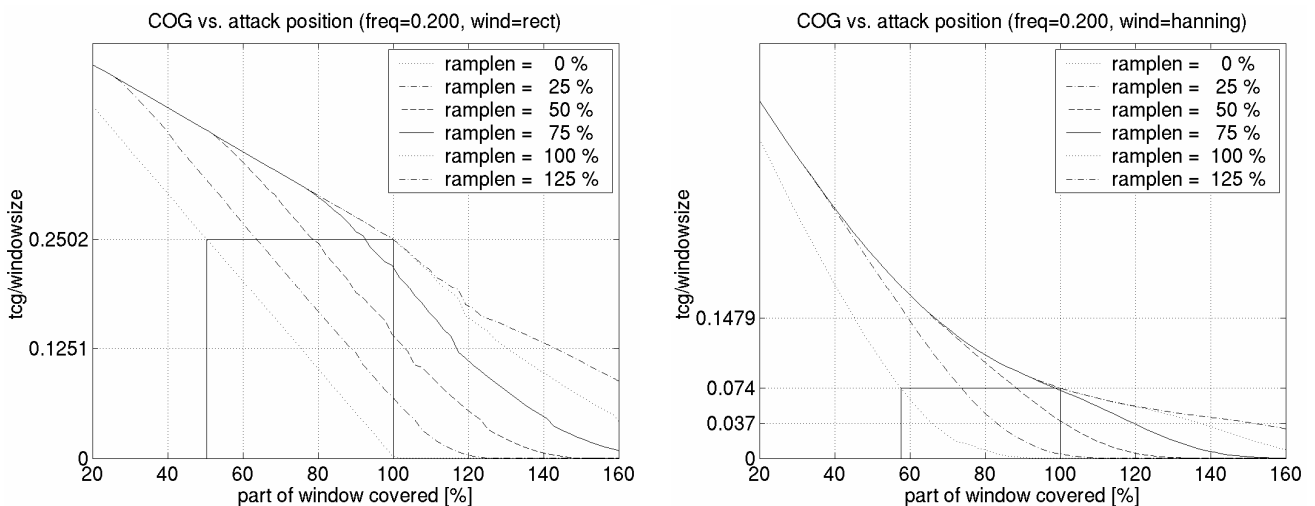 COG vs. attack position (freq=0.200, wind=rect)
ramplen = 0 %
ramplen = 25 %
ramplen = 50 %
ramplen = 75 %
ramplen = 100 %
ramplen = 125 %
tcg/windowsize
0.2502
0.1251
0
20 40 60 80 100 120 140 160
part of window covered [%]
COG vs. attack position (freq=0.200, wind=hanning)
ramplen = 0 %
ramplen = 25 %
ramplen = 50 %
ramplen = 75 %
ramplen = 100 %
ramplen = 125 %
tcg/windowsize
0.1479
0.074
0.037
0
20 40 60 80 100 120 140 160
part of window covered [%]